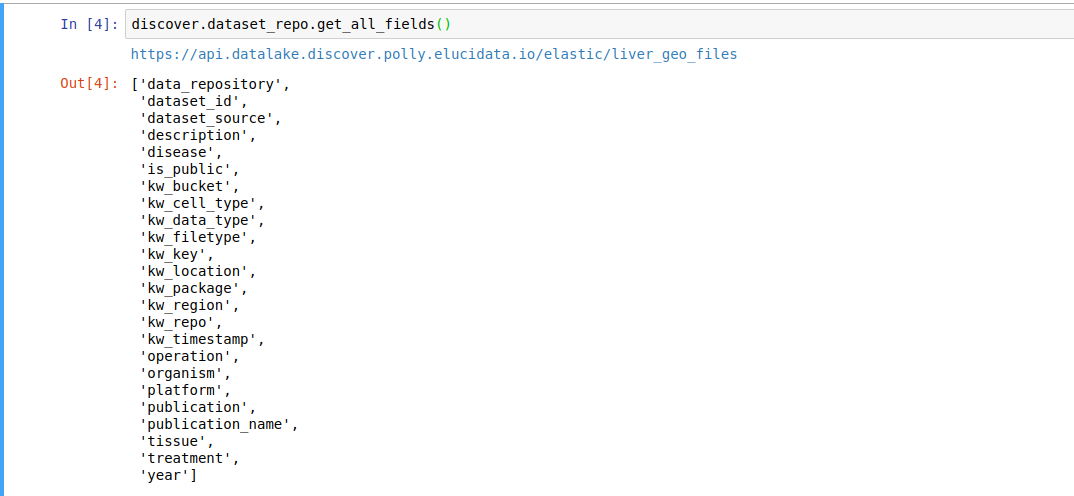 In [4]: discover.dataset_repo.get_all_fields()
https://api.datalake.discover.polly.elucidata.io/elastic/liver_geo_files
Out[4]: ['data_repository',
'dataset_id',
'dataset_source',
'description',
'disease',
'is_public',
'kw_bucket',
'kw_cell_type',
'kw_data_type',
'kw_filetype',
'kw_key',
'kw_location',
'kw_package',
'kw_region',
'kw_repo',
'kw_timestamp',
'operation',
'organism',
'platform',
'publication',
'publication_name',
'tissue',
'treatment',
'year']